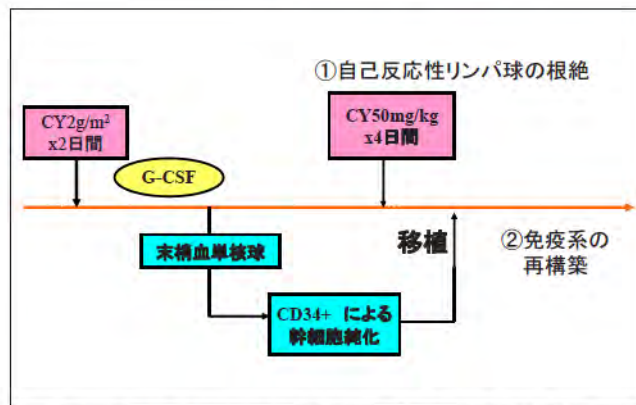 ①自己反応性リンパ球の根絶
CY2g/m²
x2日間
CY50mg/kg
x4日間
G-CSF
末梢血単核球
移植
②免疫系の
再構築
CD34+ による
幹細胞純化